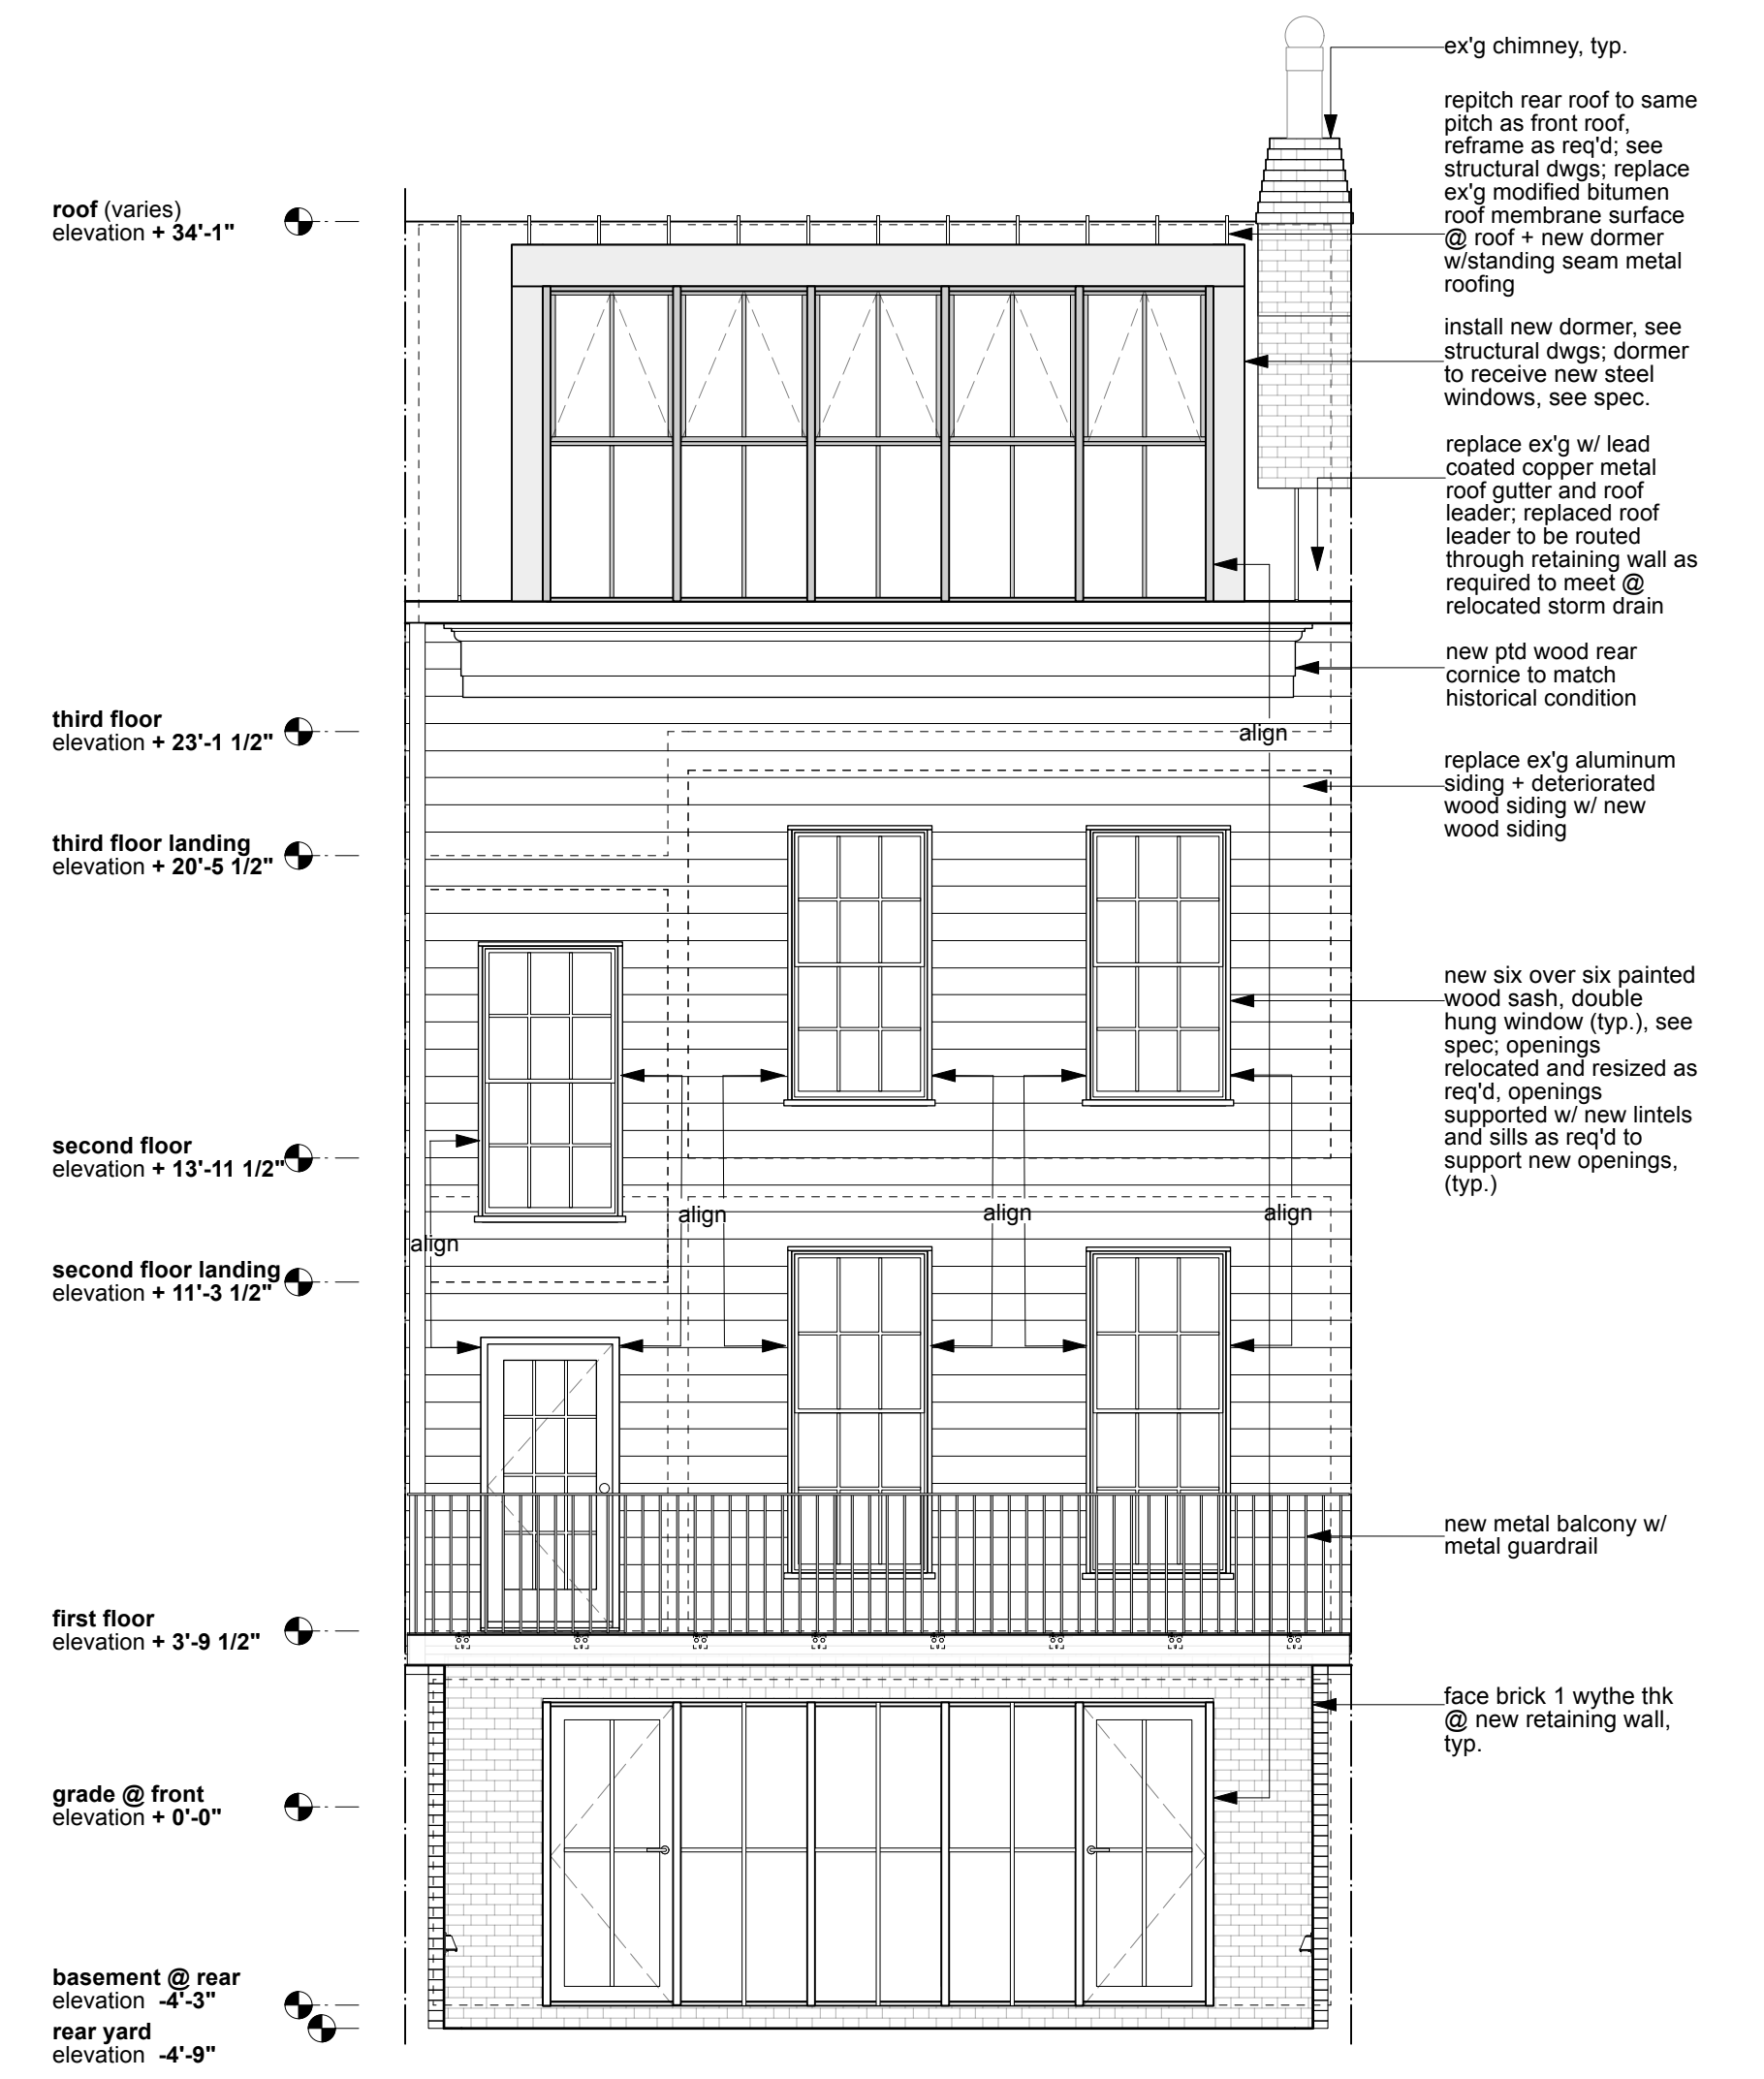 ex'g chimney, typ.
repitch rear roof to same
pitch as front roof,
reframe as req'd; see
structural dwgs; replace
ex'g modified bitumen
roof membrane surface
@ roof + new dormer
w/standing seam metal
roofing
roof (varies)
elevation + 34'-1"
install new dormer, see
structural dwgs; dormer
to receive new steel
windows, see spec.
replace ex'g w/ lead
coated copper metal
roof gutter and roof
leader; replaced roof
leader to be routed
through retaining wall as
required to meet @
relocated storm drain
new ptd wood rear
cornice to match
historical condition
third floor
elevation + 23'-1 1/2"
align
replace ex'g aluminum
siding + deteriorated
wood siding w/ new
wood siding
third floor landing
elevation + 20'-5 1/2"
new six over six painted
wood sash, double
hung window (typ.), see
spec; openings
relocated and resized as
req'd, openings
supported w/ new lintels
and sills as req'd to
support new openings,
(typ.)
second floor
elevation + 13'-11 1/2"
align
align
align
align
second floor landing
elevation + 11'-3 1/2"
new metal balcony w/
metal guardrail
first floor
elevation + 3'-9 1/2"
face brick 1 wythe thk
@ new retaining wall,
typ.
grade @ front
elevation + 0'-0"
basement @ rear
elevation -4'-3"
rear yard
elevation -4'-9"